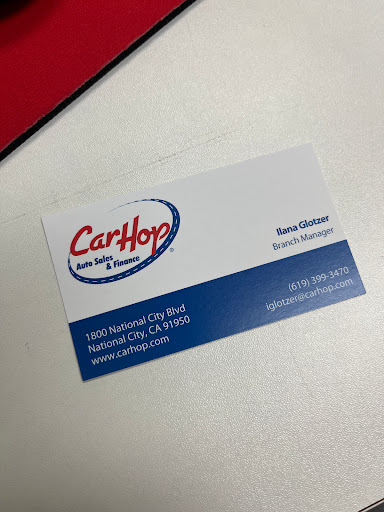 CarHop
Auto Sales
& Finance
®
Ilana Glotzer
Branch Manager
1800 National City Blvd
National City, CA 91950
www.carhop.com
(619) 399-3470
iglotzer@carhop.com